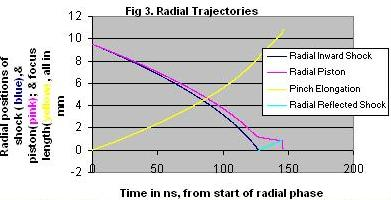 Fig 3. Radial Trajectories
12
10
8
6
4
2
0
-2
0
50
100
150
200
Radial positions of
shock ( blue),&
piston(pink); & focus
length(yellow), all in
mm
Time in ns, from start of radial phase
Radial Inward Shock
Radial Piston
Pinch Elongation
Radial Reflected Shock